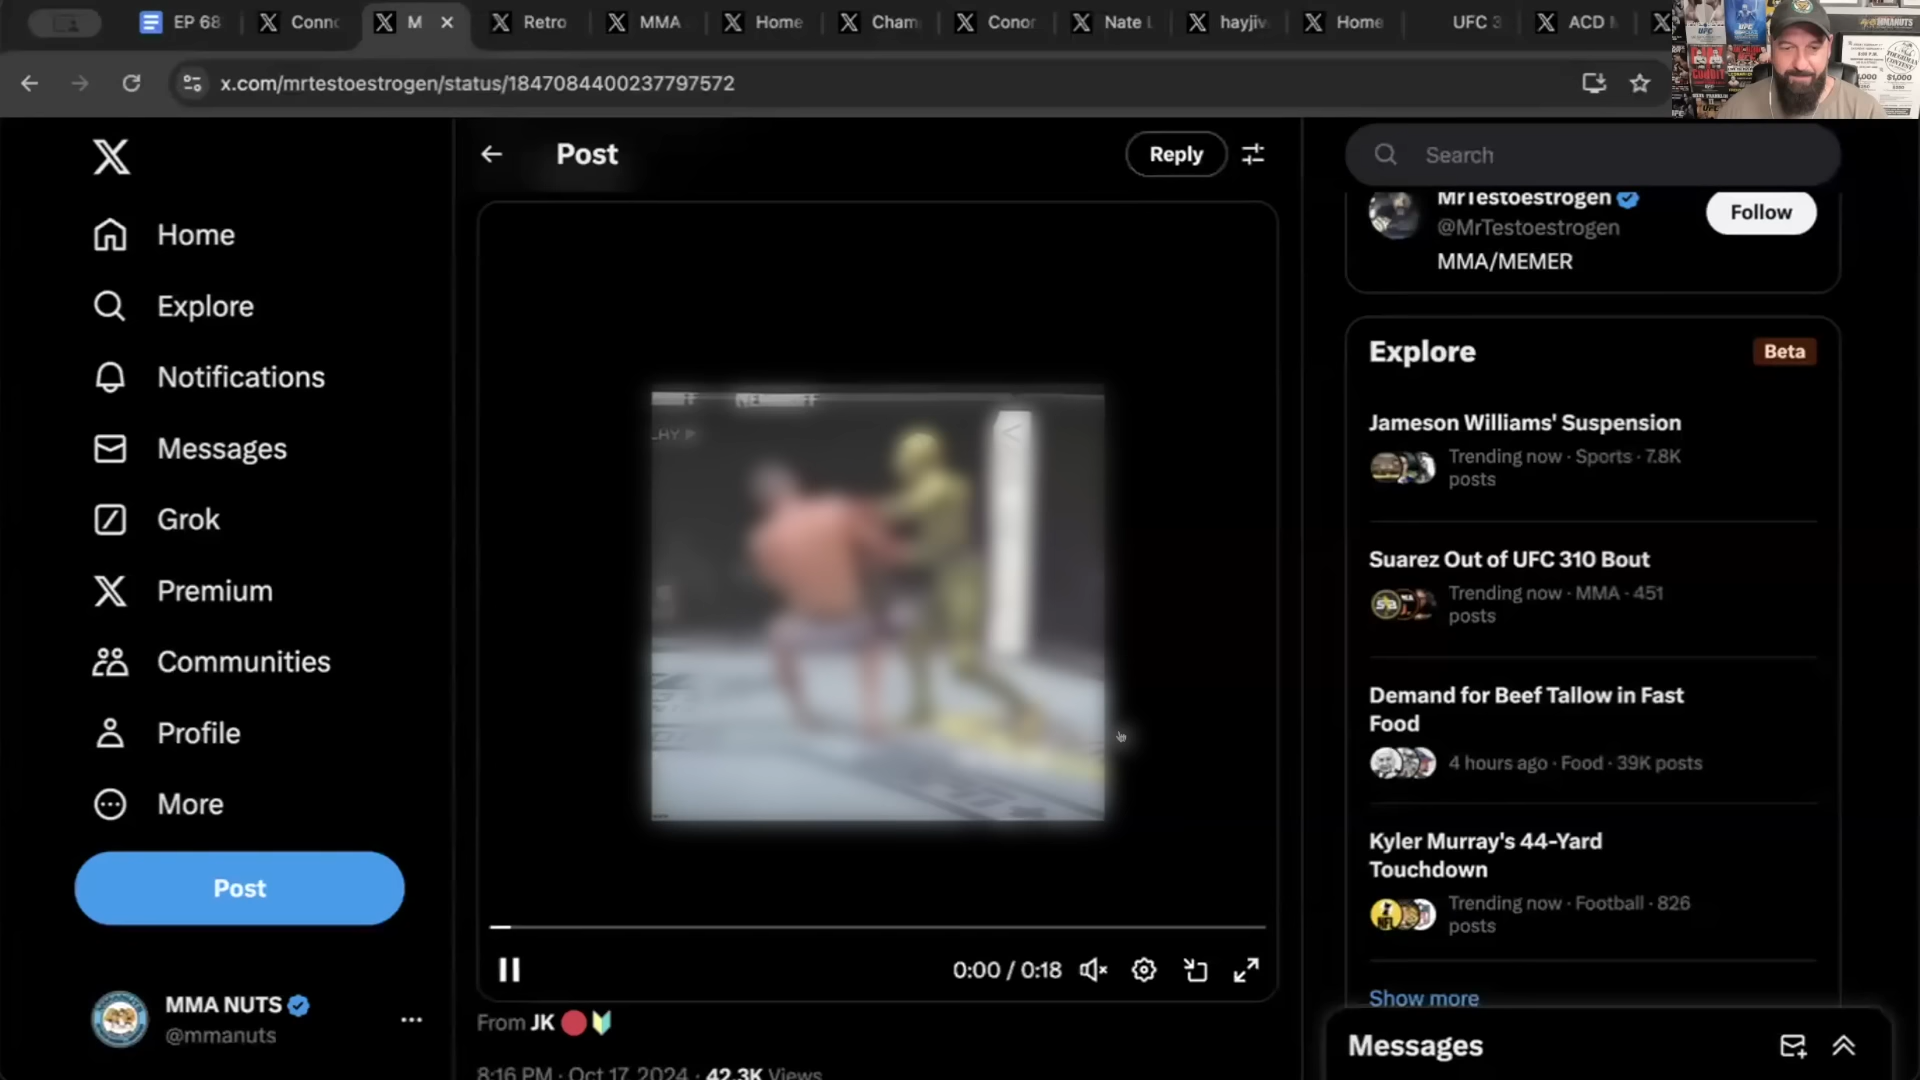 EP 68
Conn
M
Retro
MMA
Home
Cham
Conor
Nate
hayjiv
Home
UFC 3
ACD
x.com/mrtestoestrogen/status/1847084400237797572
Home
Explore
Notifications
Messages
Grok
Premium
Communities
Profile
More
Post
MMA NUTS
@mmanuts
Post
Reply
0:00 / 0:18
From JK
8:16 PM · Oct 17, 2024 · 42.3K Views
Search
MrTestoestrogen
@MrTestoestrogen
MMA/MEMER
Follow
Explore
Beta
Jameson Williams' Suspension
Trending now · Sports · 7.8K
posts
Suarez Out of UFC 310 Bout
Trending now · MMA · 451
posts
Demand for Beef Tallow in Fast
Food
4 hours ago · Food · 39K posts
Kyler Murray's 44-Yard
Touchdown
Trending now · Football · 826
posts
Show more
Messages